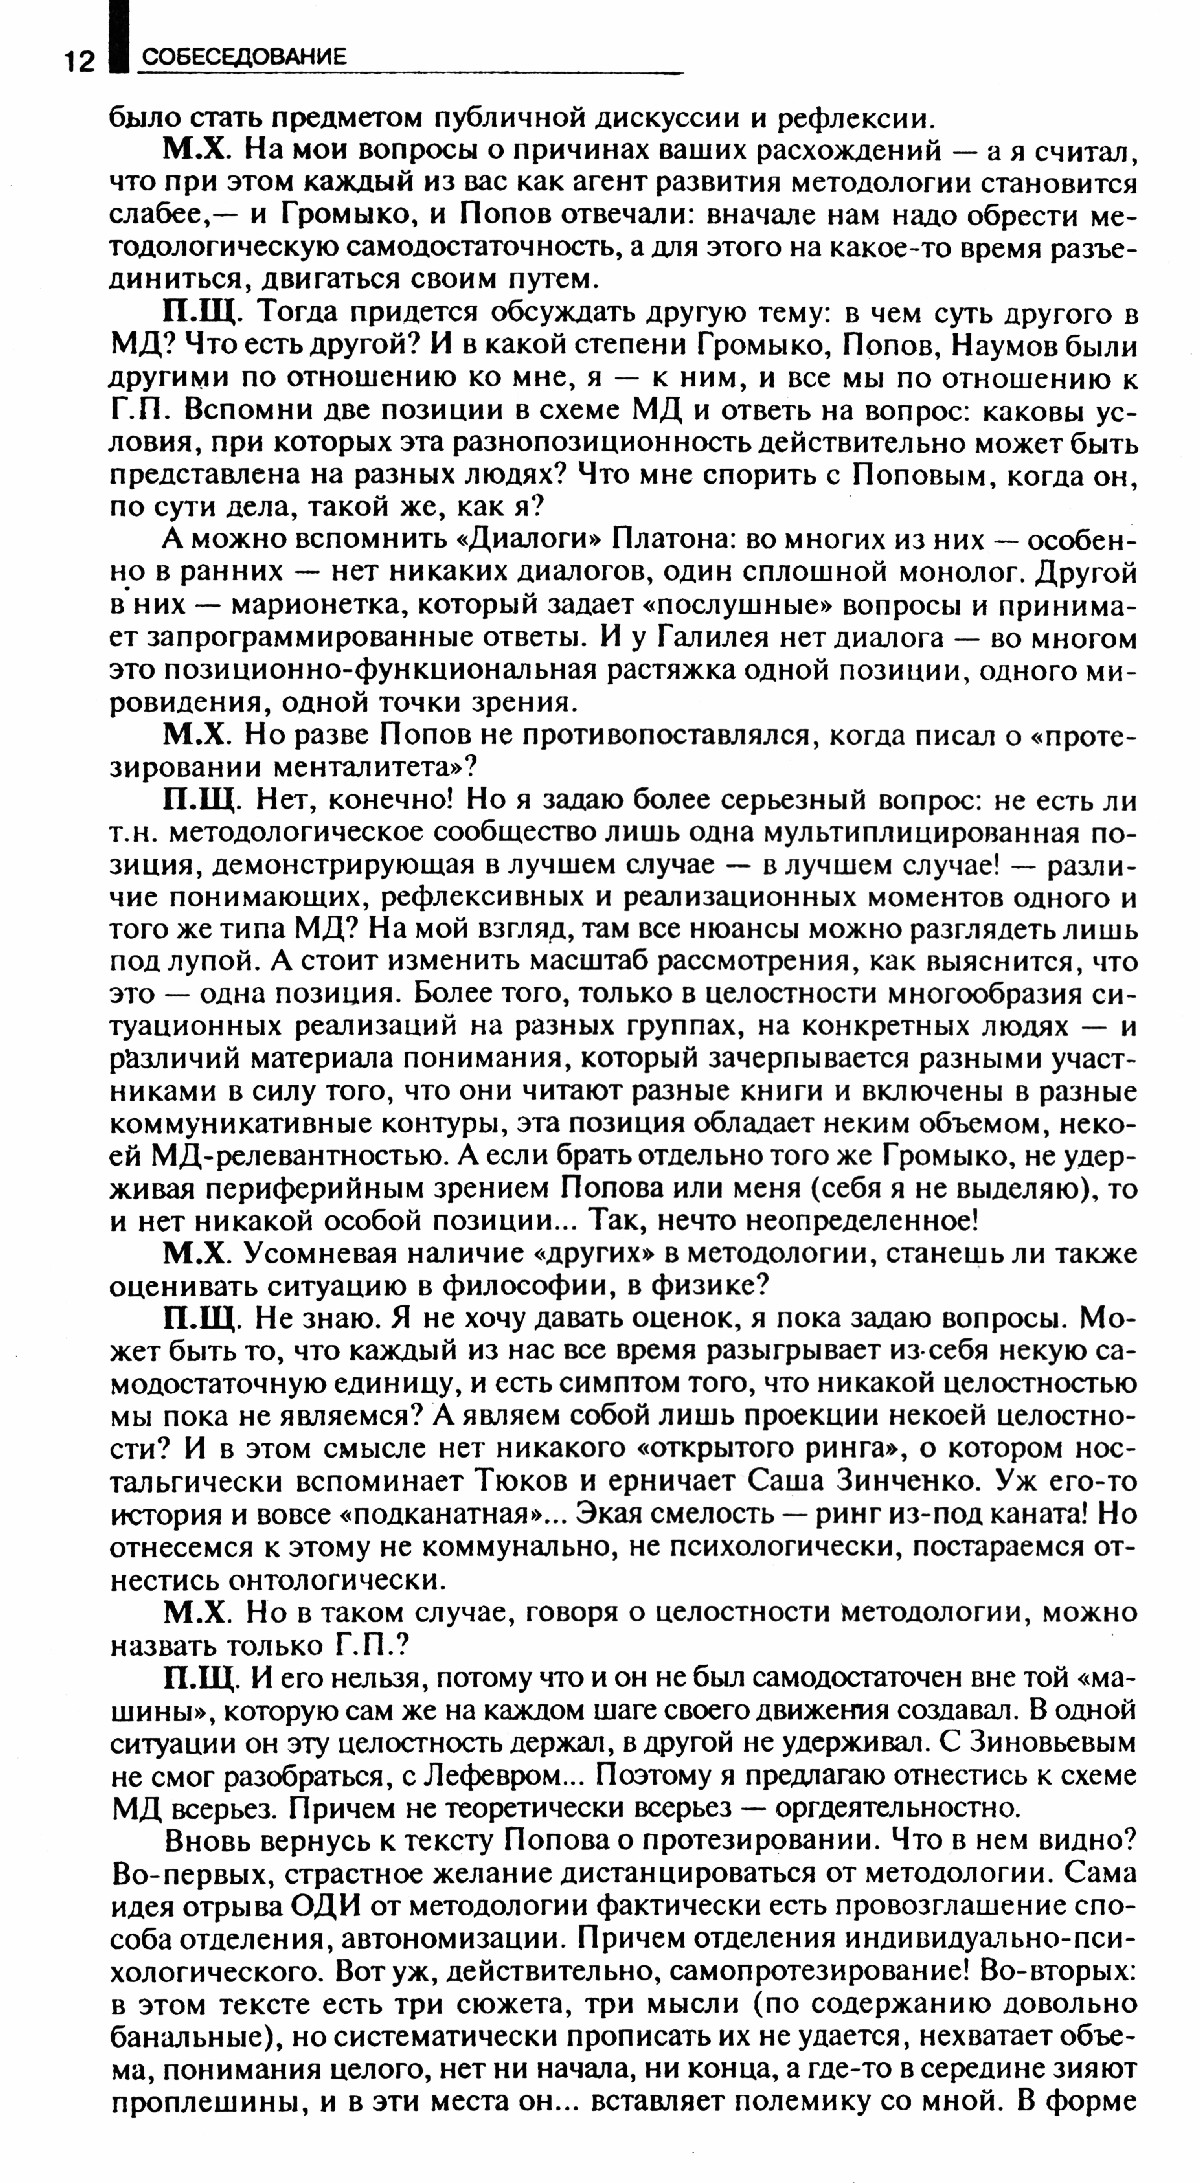 12 СОБЕСЕДОВАНИЕ
было стать предметом публичной дискуссии и рефлексии.
М.Х. На мои вопросы о причинах ваших расхождений — а я считал,
что при этом каждый из вас как агент развития методологии становится
слабее,— и Громыко, и Попов отвечали: вначале нам надо обрести ме-
тодологическую самодостаточность, а для этого на какое-то время разъе-
диниться, двигаться своим путем.
П.Щ. Тогда придется обсуждать другую тему: в чем суть другого в
МД? Что есть другой? И в какой степени Громыко, Попов, Наумов были
другими по отношению ко мне, я — к ним, и все мы по отношению к
Г.П. Вспомни две позиции в схеме МД и ответь на вопрос: каковы ус-
ловия, при которых эта разнопозиционность действительно может быть
представлена на разных людях? Что мне спорить с Поповым, когда он,
по сути дела, такой же, как я?
А можно вспомнить «Диалоги» Платона: во многих из них — особен-
но в ранних — нет никаких диалогов, один сплошной монолог. Другой
в них — марионетка, который задает «послушные» вопросы и принима-
ет запрограммированные ответы. И у Галилея нет диалога — во многом
это позиционно-функциональная растяжка одной позиции, одного ми-
ровидения, одной точки зрения.
М.Х. Но разве Попов не противопоставлялся, когда писал о «проте-
зировании менталитета»?
П.Щ. Нет, конечно! Но я задаю более серьезный вопрос: не есть ли
т.н. методологическое сообщество лишь одна мультиплицированная по-
зиция, демонстрирующая в лучшем случае — в лучшем случае! — разли-
чие понимающих, рефлексивных и реализационных моментов одного и
того же типа МД? На мой взгляд, там все нюансы можно разглядеть лишь
под лупой. А стоит изменить масштаб рассмотрения, как выяснится, что
это — одна позиция. Более того, только в целостности многообразия си-
туационных реализаций на разных группах, на конкретных людях — и
различий материала понимания, который зачерпывается разными участ-
никами в силу того, что они читают разные книги и включены в разные
коммуникативные контуры, эта позиция обладает неким объемом, неко-
ей МД-релевантностью. А если брать отдельно того же Громыко, не удер-
живая периферийным зрением Попова или меня (себя я не выделяю), то
и нет никакой особой позиции... Так, нечто неопределенное!
М.Х. Усомневая наличие «других» в методологии, станешь ли также
оценивать ситуацию в философии, в физике?
П.Щ. Не знаю. Я не хочу давать оценок, я пока задаю вопросы. Мо-
жет быть то, что каждый из нас все время разыгрывает из себя некую са-
модостаточную единицу, и есть симптом того, что никакой целостностью
мы пока не являемся? А являем собой лишь проекции некоей целостно-
сти? И в этом смысле нет никакого «открытого ринга», о котором нос-
тальгически вспоминает Тюков и ерничает Саша Зинченко. Уж его-то
история и вовсе «подканатная»... Экая смелость — ринг из-под каната! Но
отнесемся к этому не коммунально, не психологически, постараемся от-
нестись онтологически.
М.Х. Но в таком случае, говоря о целостности методологии, можно
назвать только Г.П.?
П.Щ. И его нельзя, потому что и он не был самодостаточен вне той «ма-
шины», которую сам же на каждом шаге своего движения создавал. В одной
ситуации он эту целостность держал, в другой не удерживал. С Зиновьевым
не смог разобраться, с Лефевром... Поэтому я предлагаю отнестись к схеме
МД всерьез. Причем не теоретически всерьез — оргдеятельностно.
Вновь вернусь к тексту Попова о протезировании. Что в нем видно?
Во-первых, страстное желание дистанцироваться от методологии. Сама
идея отрыва ОДИ от методологии фактически есть провозглашение спо-
соба отделения, автономизации. Причем отделения индивидуально-пси-
хологического. Вот уж, действительно, самопротезирование! Во-вторых:
в этом тексте есть три сюжета, три мысли (по содержанию довольно
банальные), но систематически прописать их не удается, нехватает объе-
ма, понимания целого, нет ни начала, ни конца, а где-то в середине зияют
проплешины, и в эти места он... вставляет полемику со мной. В форме